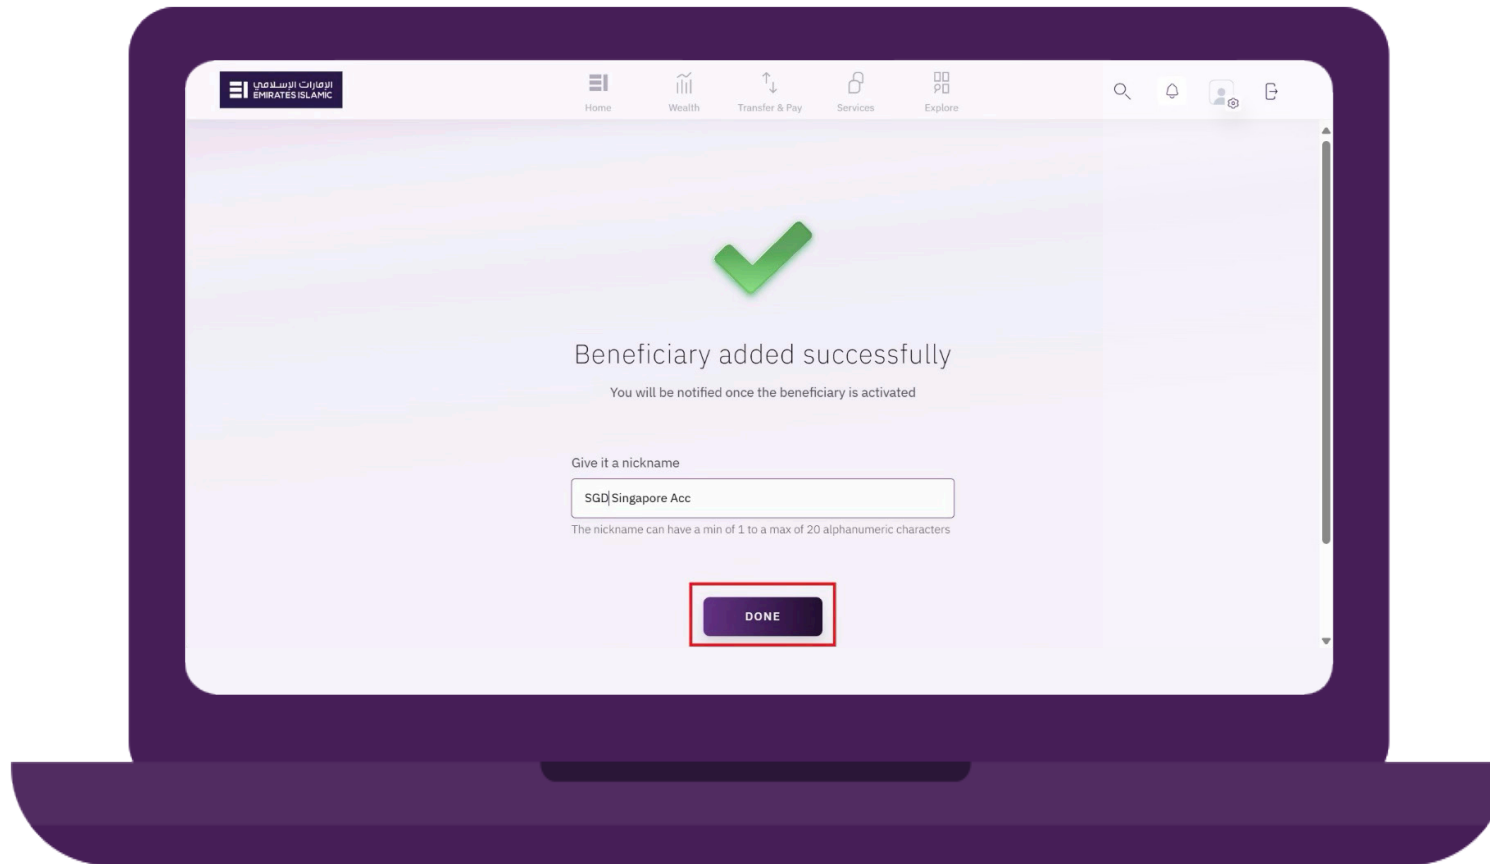 الإمارات الإسلامي
EMIRATES ISLAMIC
Home
Wealth
Transfer & Pay
Services
Explore
Beneficiary added successfully
You will be notified once the beneficiary is activated
Give it a nickname
SGD Singapore Acc
The nickname can have a min of 1 to a max of 20 alphanumeric characters
DONE